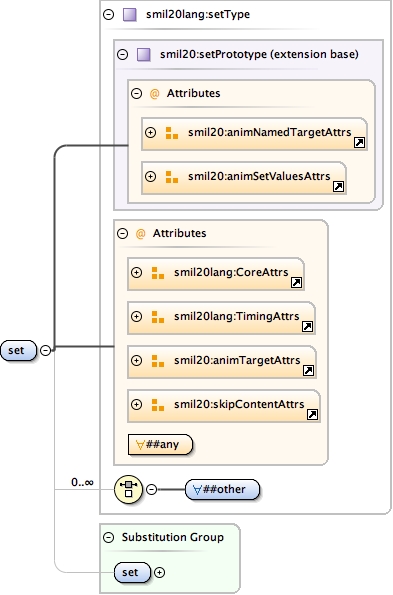 smil20lang:setType
smil20:setPrototype (extension base)
@ Attributes
smil20:animNamedTargetAttrs
smil20:animSetValuesAttrs
@ Attributes
smil20lang:CoreAttrs
smil20lang:TimingAttrs
smil20:animTargetAttrs
smil20:skipContentAttrs
∀##any
set
0..∞
∀##other
Substitution Group
set